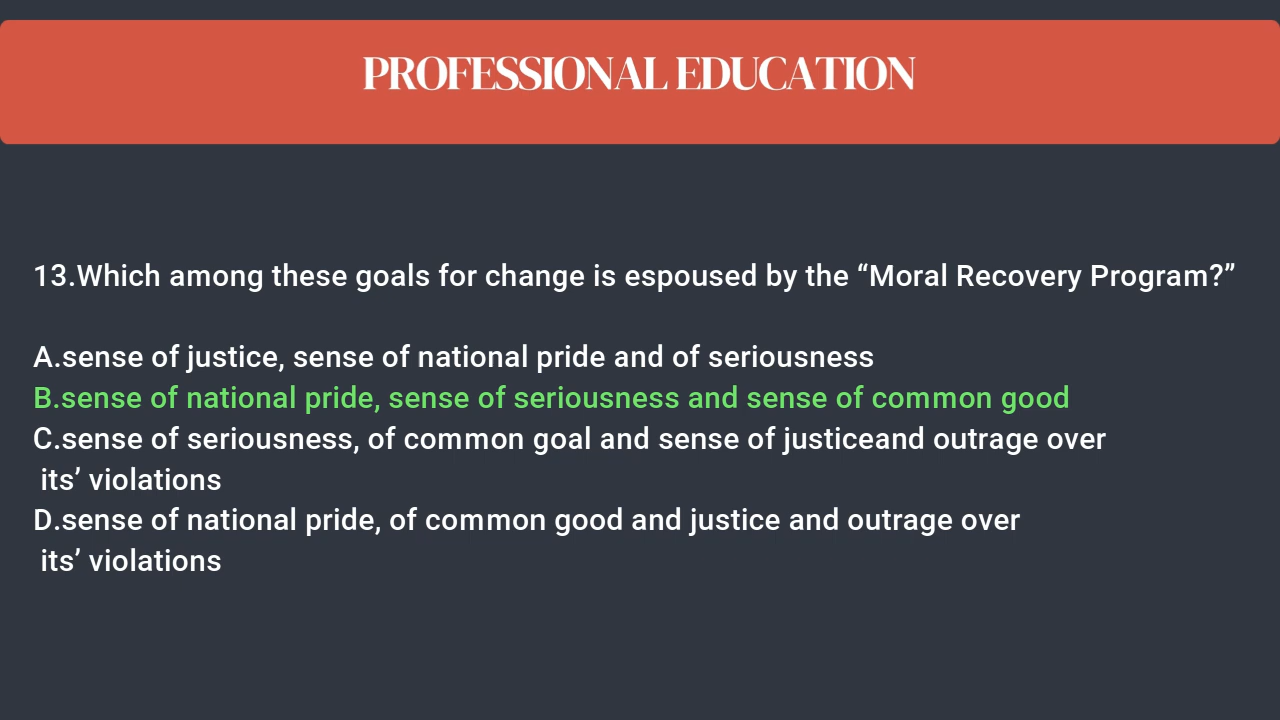 PROFESSIONAL EDUCATION
13.Which among these goals for change is espoused by the “Moral Recovery Program?”
A.sense of justice, sense of national pride and of seriousness
B.sense of national pride, sense of seriousness and sense of common good
C.sense of seriousness, of common goal and sense of justiceand outrage over
its’ violations
D.sense of national pride, of common good and justice and outrage over
its’ violations